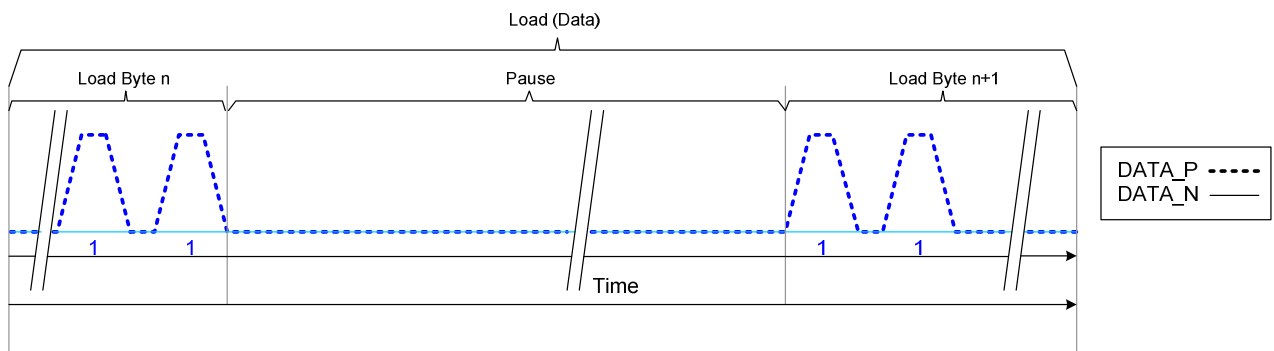 Load (Data)
Load Byte n
Pause
Load Byte n+1
DATA_P
DATA_N
1 1 1 1
Time